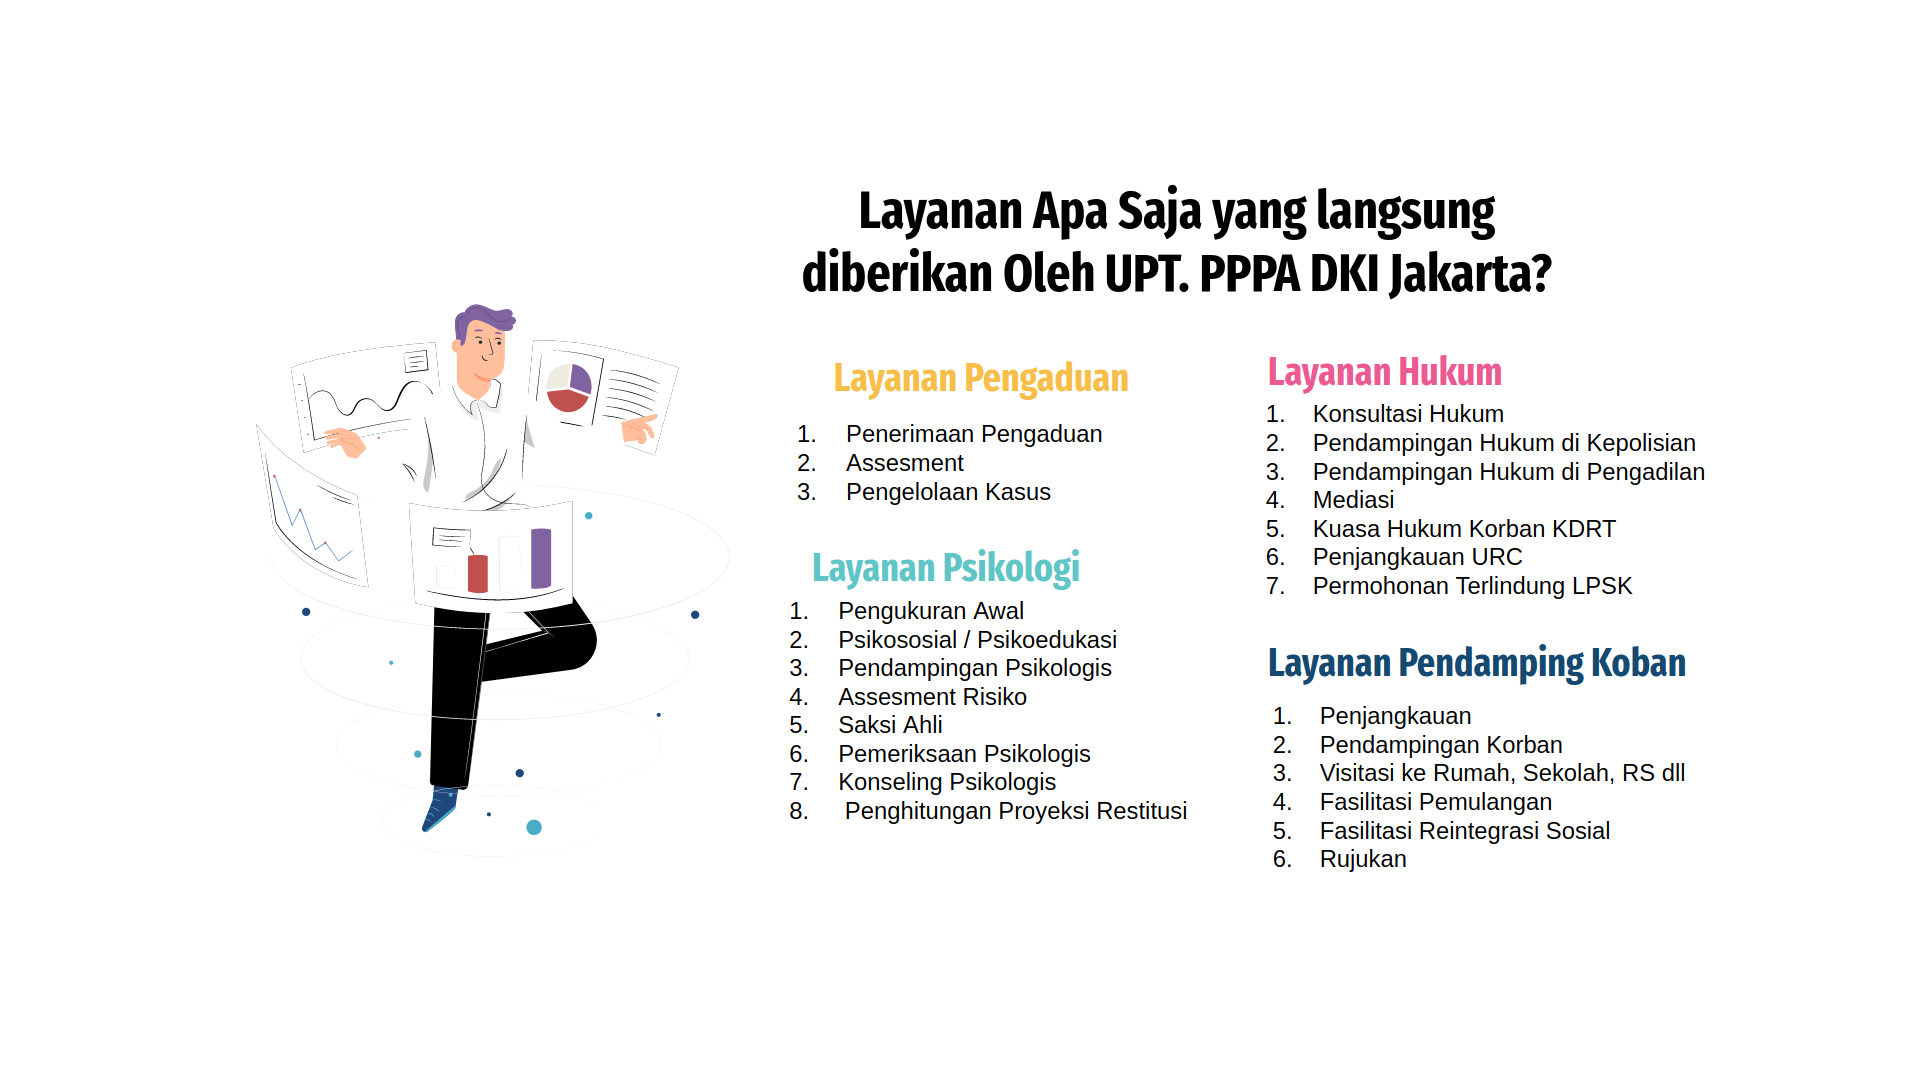 Layanan Apa Saja yang langsung
diberikan Oleh UPT. PPPA DKI Jakarta?
Layanan Pengaduan
1. Penerimaan Pengaduan
2. Assesment
3. Pengelolaan Kasus
Layanan Psikologi
1. Pengukuran Awal
2. Psikososial / Psikoedukasi
3. Pendampingan Psikologis
4. Assesment Risiko
5. Saksi Ahli
6. Pemeriksaan Psikologis
7. Konseling Psikologis
8. Penghitungan Proyeksi Restitusi
Layanan Hukum
1. Konsultasi Hukum
2. Pendampingan Hukum di Kepolisian
3. Pendampingan Hukum di Pengadilan
4. Mediasi
5. Kuasa Hukum Korban KDRT
6. Penjangkauan URC
7. Permohonan Terlindung LPSK
Layanan Pendamping Koban
1. Penjangkauan
2. Pendampingan Korban
3. Visitasi ke Rumah, Sekolah, RS dll
4. Fasilitasi Pemulangan
5. Fasilitasi Reintegrasi Sosial
6. Rujukan